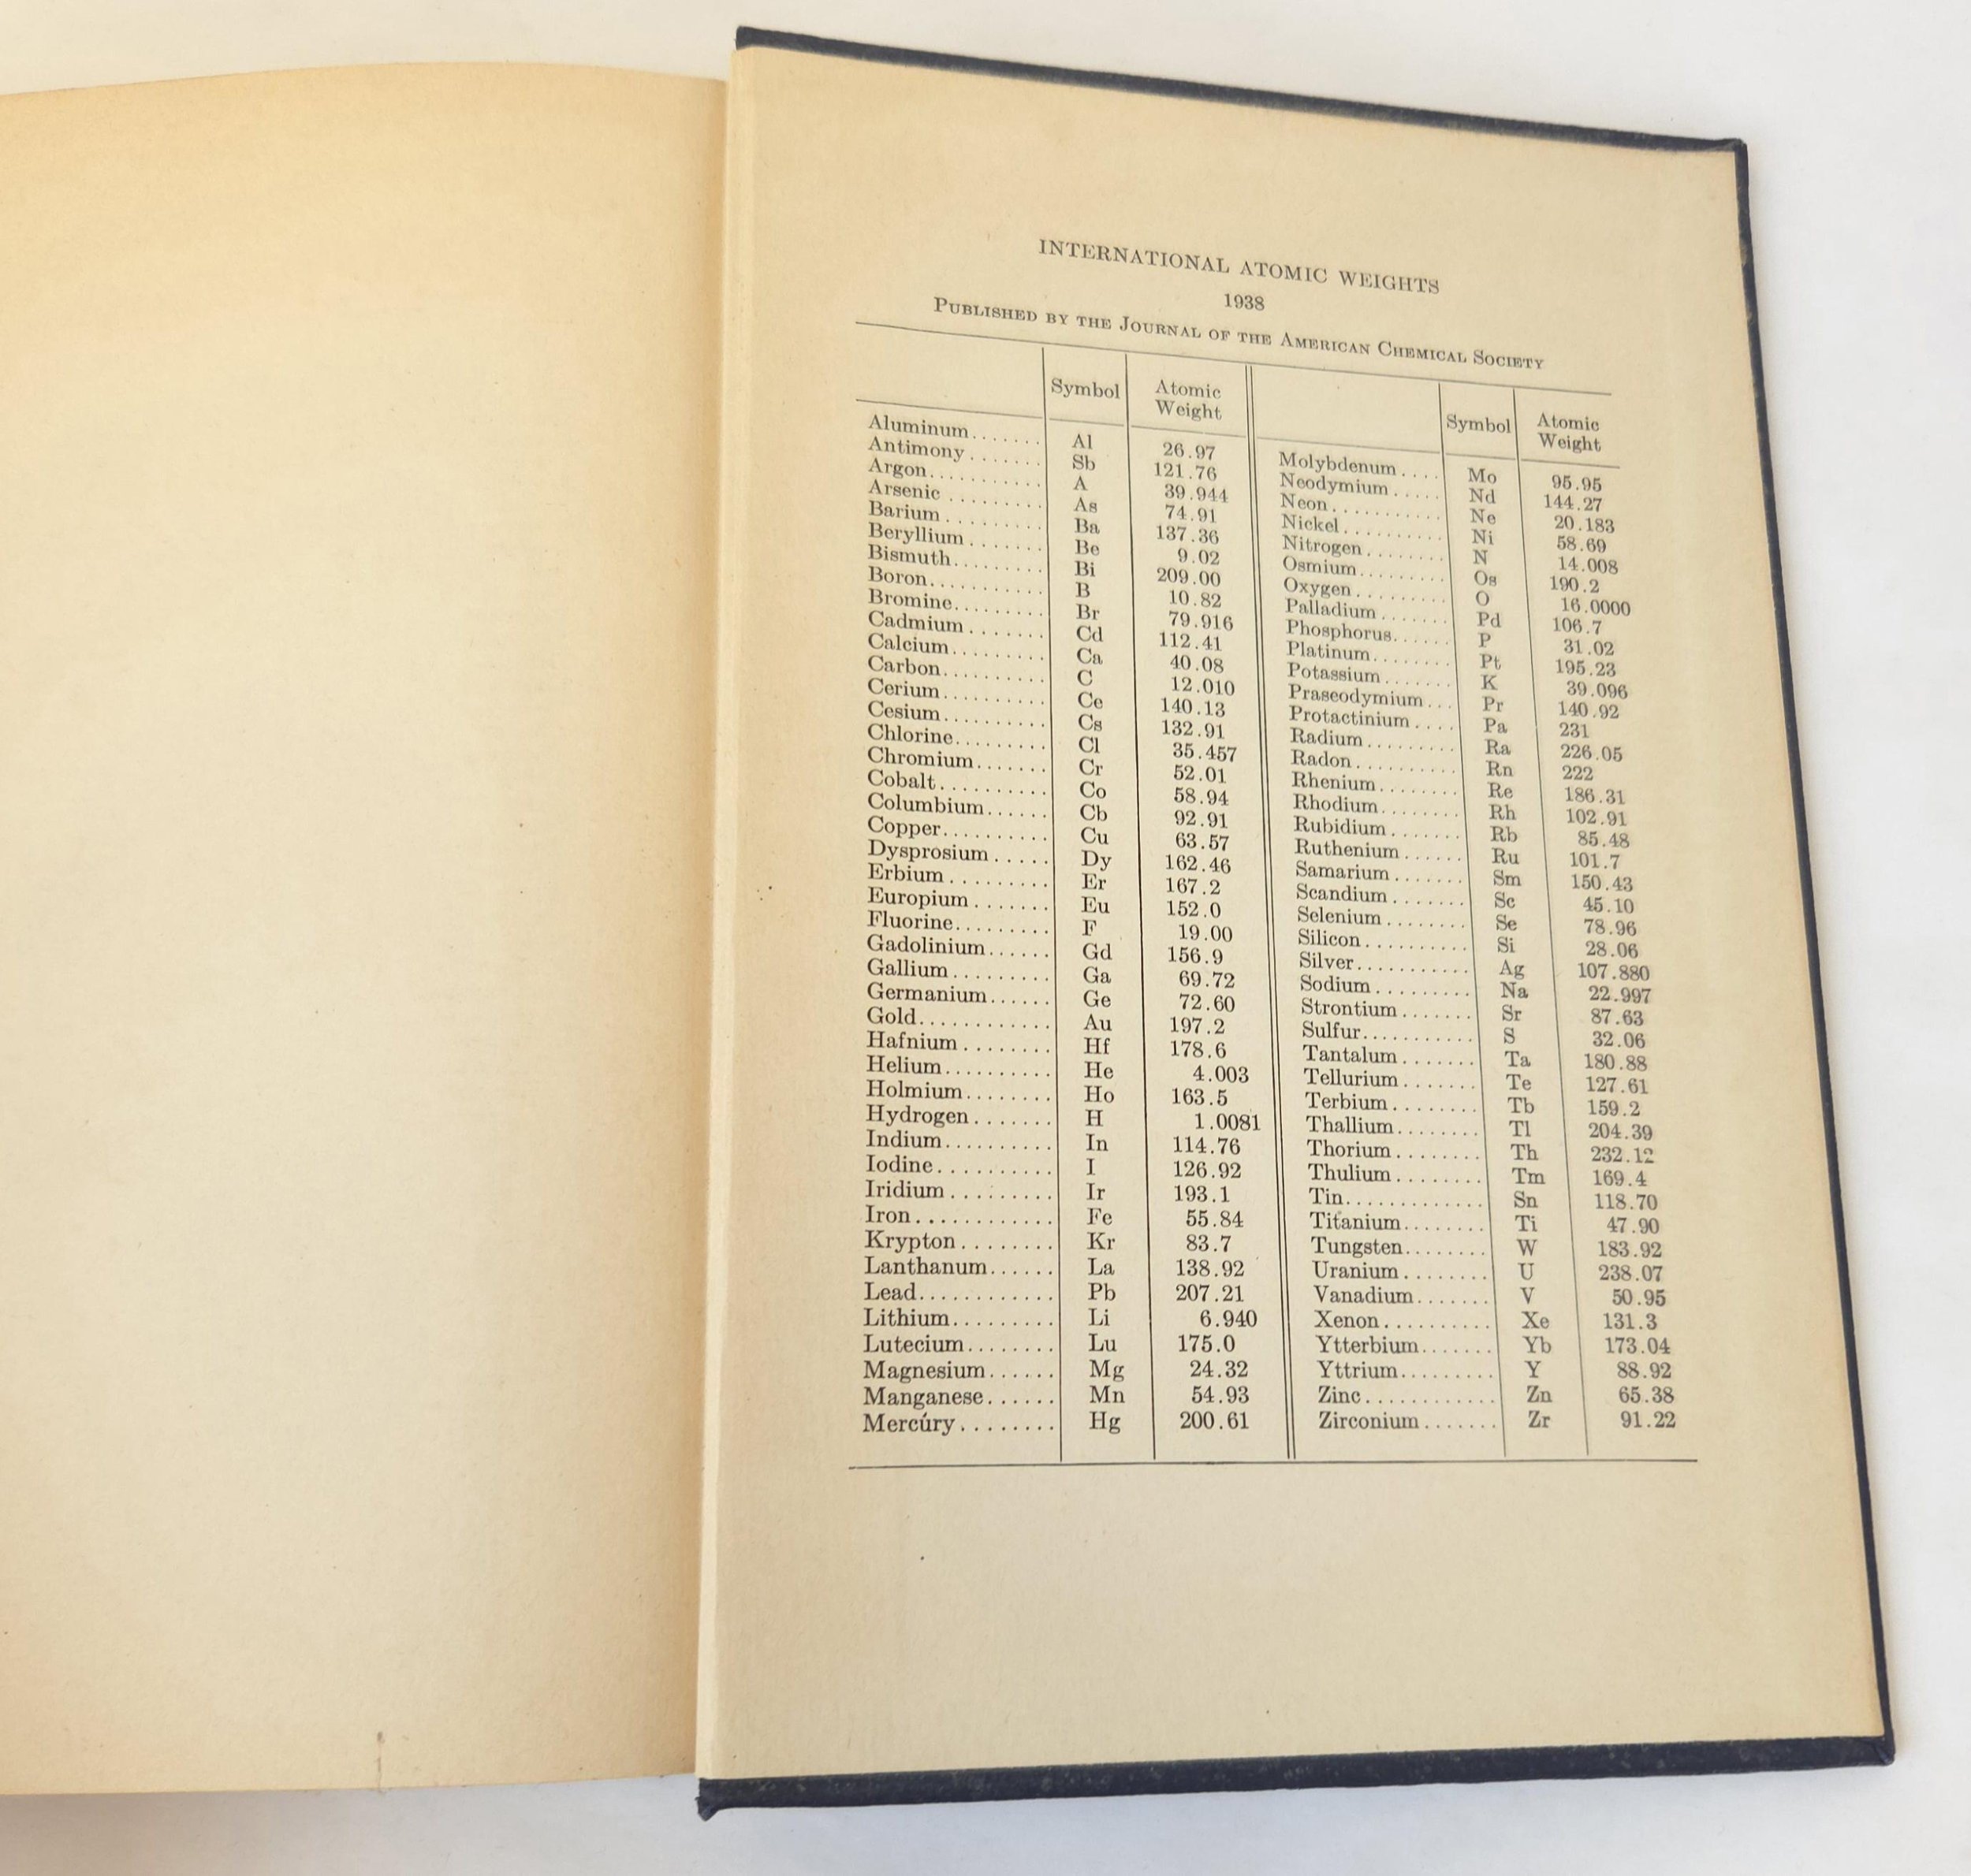 INTERNATIONAL ATOMIC WEIGHTS
1938
PUBLISHED BY THE JOURNAL OF THE AMERICAN CHEMICAL SOCIETY
Symbol Atomic Weight Symbol Atomic Weight
Aluminum....... Al 26.97 Molybdenum.... Mo 95.95
Antimony....... Sb 121.76 Neodymium..... Nd 144.27
Argon........... A 39.944 Neon........... Ne 20.183
Arsenic ......... As 74.91 Nickel.......... Ni 58.69
Barium......... Ba 137.36 Nitrogen........ N 14.008
Beryllium....... Be 9.02 Osmium......... Os 190.2
Bismuth......... Bi 209.00 Oxygen......... O 16.0000
Boron.......... B 10.82 Palladium....... Pd 106.7
Bromine......... Br 79.916 Phosphorus...... P 31.02
Cadmium....... Cd 112.41 Platinum........ Pt 195.23
Calcium......... Ca 40.08 Potassium....... K 39.096
Carbon.......... C 12.010 Praseodymium... Pr 140.92
Cerium.......... Ce 140.13 Protactinium.... Pa 231
Cesium.......... Cs 132.91 Radium......... Ra 226.05
Chlorine......... Cl 35.457 Radon.......... Rn 222
Chromium....... Cr 52.01 Rhenium........ Re 186.31
Cobalt.......... Co 58.94 Rhodium........ Rh 102.91
Columbium...... Cb 92.91 Rubidium....... Rb 85.48
Copper.......... Cu 63.57 Ruthenium...... Ru 101.7
Dysprosium..... Dy 162.46 Samarium....... Sm 150.43
Erbium......... Er 167.2 Scandium....... Sc 45.10
Europium....... Eu 152.0 Selenium........ Se 78.96
Fluorine......... F 19.00 Silicon.......... Si 28.06
Gadolinium...... Gd 156.9 Silver........... Ag 107.880
Gallium......... Ga 69.72 Sodium......... Na 22.997
Germanium...... Ge 72.60 Strontium....... Sr 87.63
Gold............ Au 197.2 Sulfur........... S 32.06
Hafnium........ Hf 178.6 Tantalum....... Ta 180.88
Helium.......... He 4.003 Tellurium....... Te 127.61
Holmium........ Ho 163.5 Terbium........ Tb 159.2
Hydrogen....... H 1.0081 Thallium........ Tl 204.39
Indium.......... In 114.76 Thorium........ Th 232.12
Iodine.......... I 126.92 Thulium........ Tm 169.4
Iridium......... Ir 193.1 Tin............. Sn 118.70
Iron............ Fe 55.84 Titanium........ Ti 47.90
Krypton........ Kr 83.7 Tungsten........ W 183.92
Lanthanum...... La 138.92 Uranium........ U 238.07
Lead............ Pb 207.21 Vanadium....... V 50.95
Lithium......... Li 6.940 Xenon.......... Xe 131.3
Lutecium........ Lu 175.0 Ytterbium....... Yb 173.04
Magnesium...... Mg 24.32 Yttrium......... Y 88.92
Manganese...... Mn 54.93 Zinc............ Zn 65.38
Mercúry........ Hg 200.61 Zirconium....... Zr 91.22